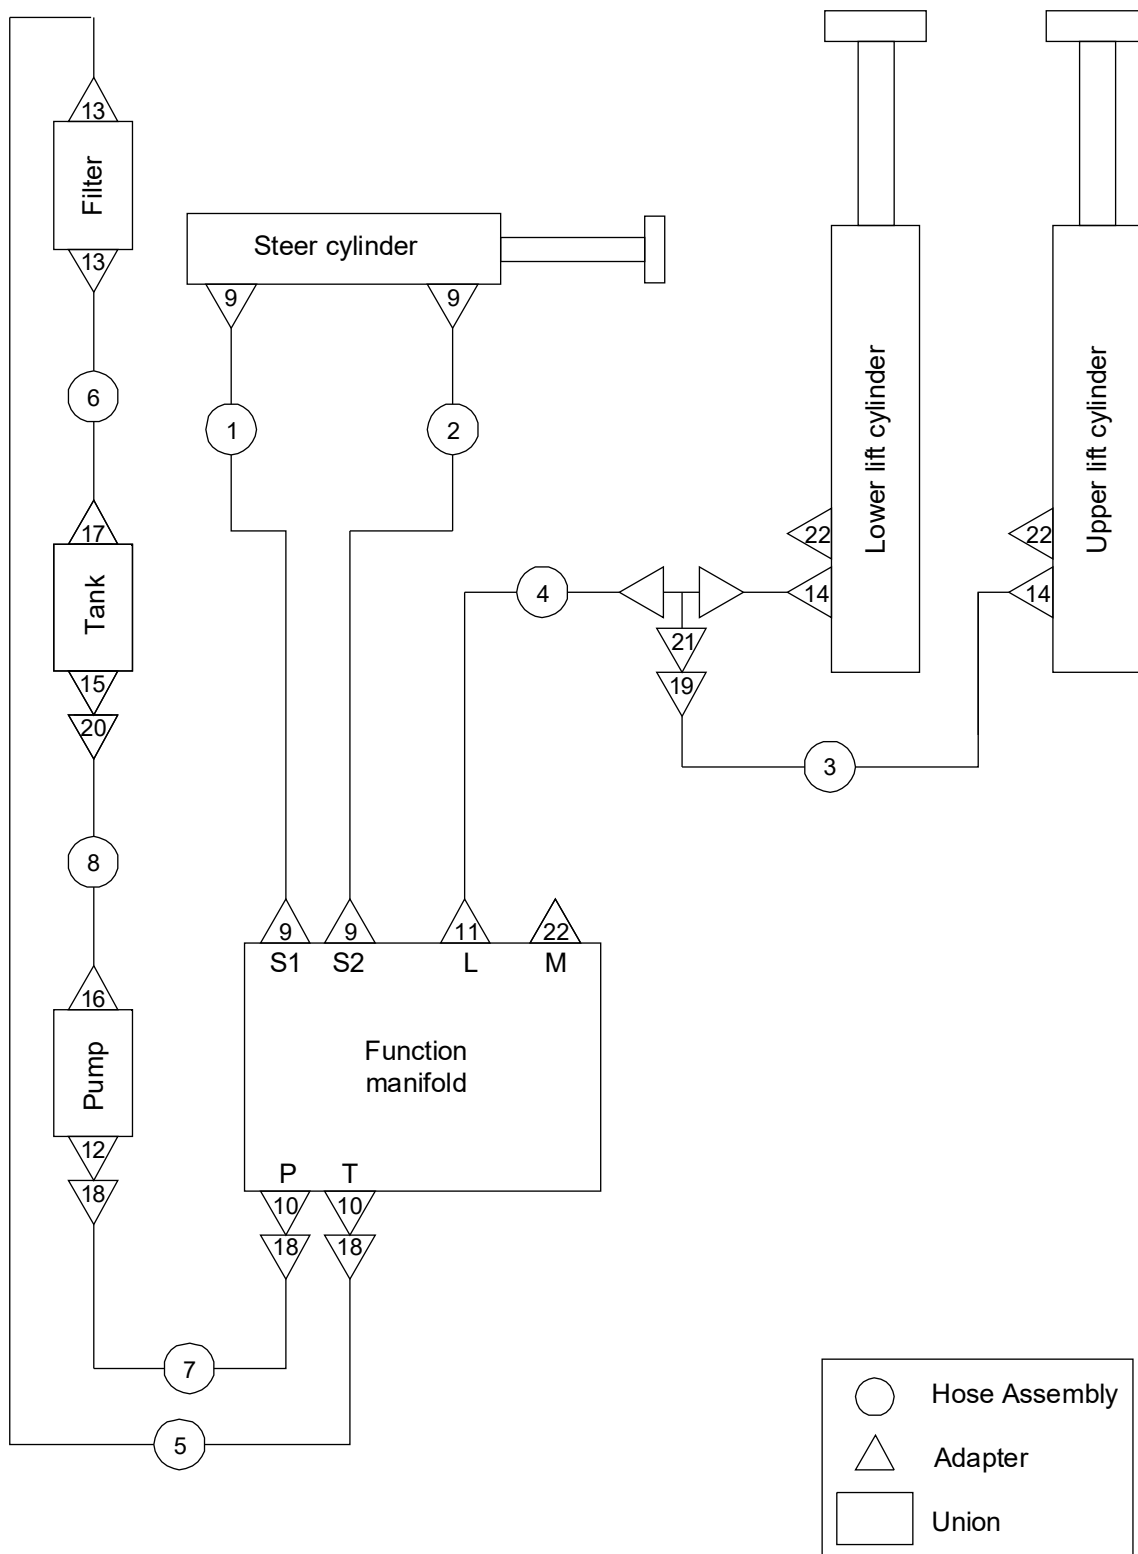 13
Filter
13
Steer cylinder
9
9
6
1
2
Lower lift cylinder
Upper lift cylinder
17
22
22
Tank
4
14
14
15
21
20
19
3
8
9
9
11
22
S1
S2
L
M
16
Pump
Function
manifold
12
P
T
18
10
10
18
18
7
5
Hose Assembly
Adapter
Union